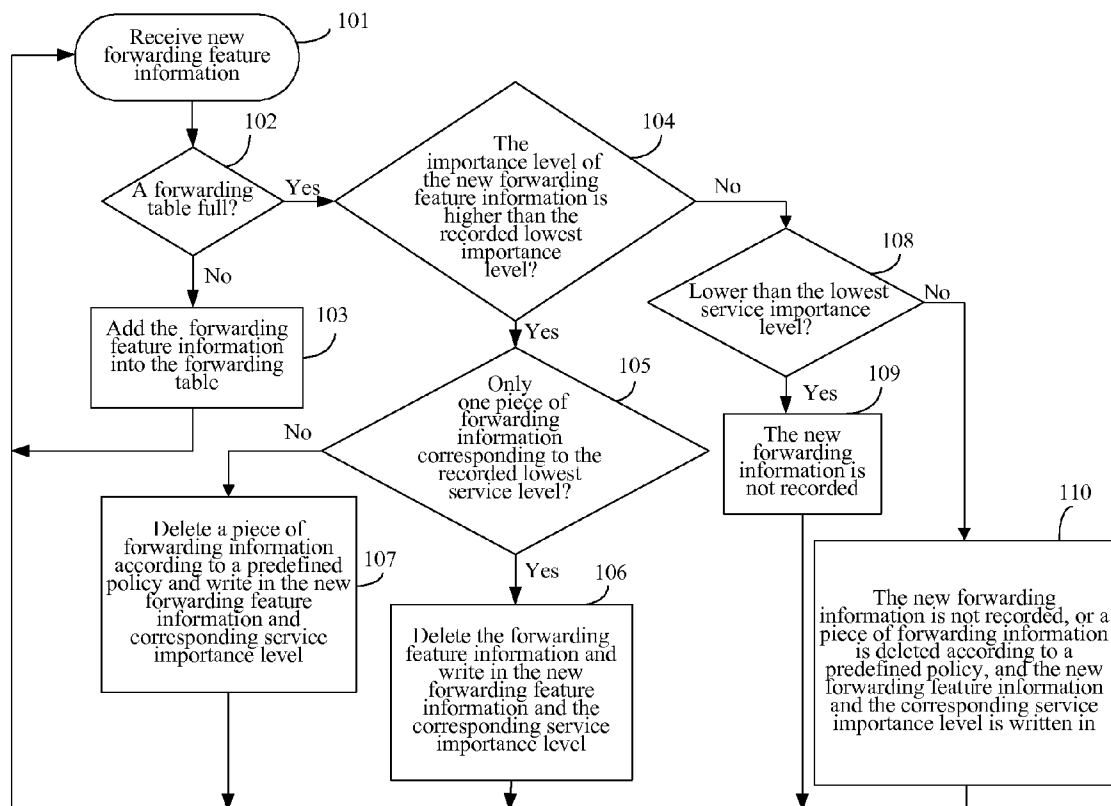 101
Receive new
forwarding feature
information
102
A forwarding
table full?
Yes
No
103
Add the forwarding
feature information
into the forwarding
table
104
The
importance level of
the new forwarding
feature information is
higher than the
recorded lowest
importance
level?
No
Yes
108
Lower than the lowest
service importance
level?
No
Yes
105
Only
one piece of
forwarding
information
corresponding to the
recorded lowest
service level?
No
Yes
109
The new
forwarding
information is
not recorded
107
Delete a piece of
forwarding information
according to a predefined
policy and write in the new
forwarding feature
information and
corresponding service
importance level
106
Delete the forwarding
feature information and
write in the new
forwarding feature
information and the
corresponding service
importance level
110
The new forwarding
information is not recorded, or a
piece of forwarding information
is deleted according to a
predefined policy, and the new
forwarding feature information
and the corresponding service
importance level is written in